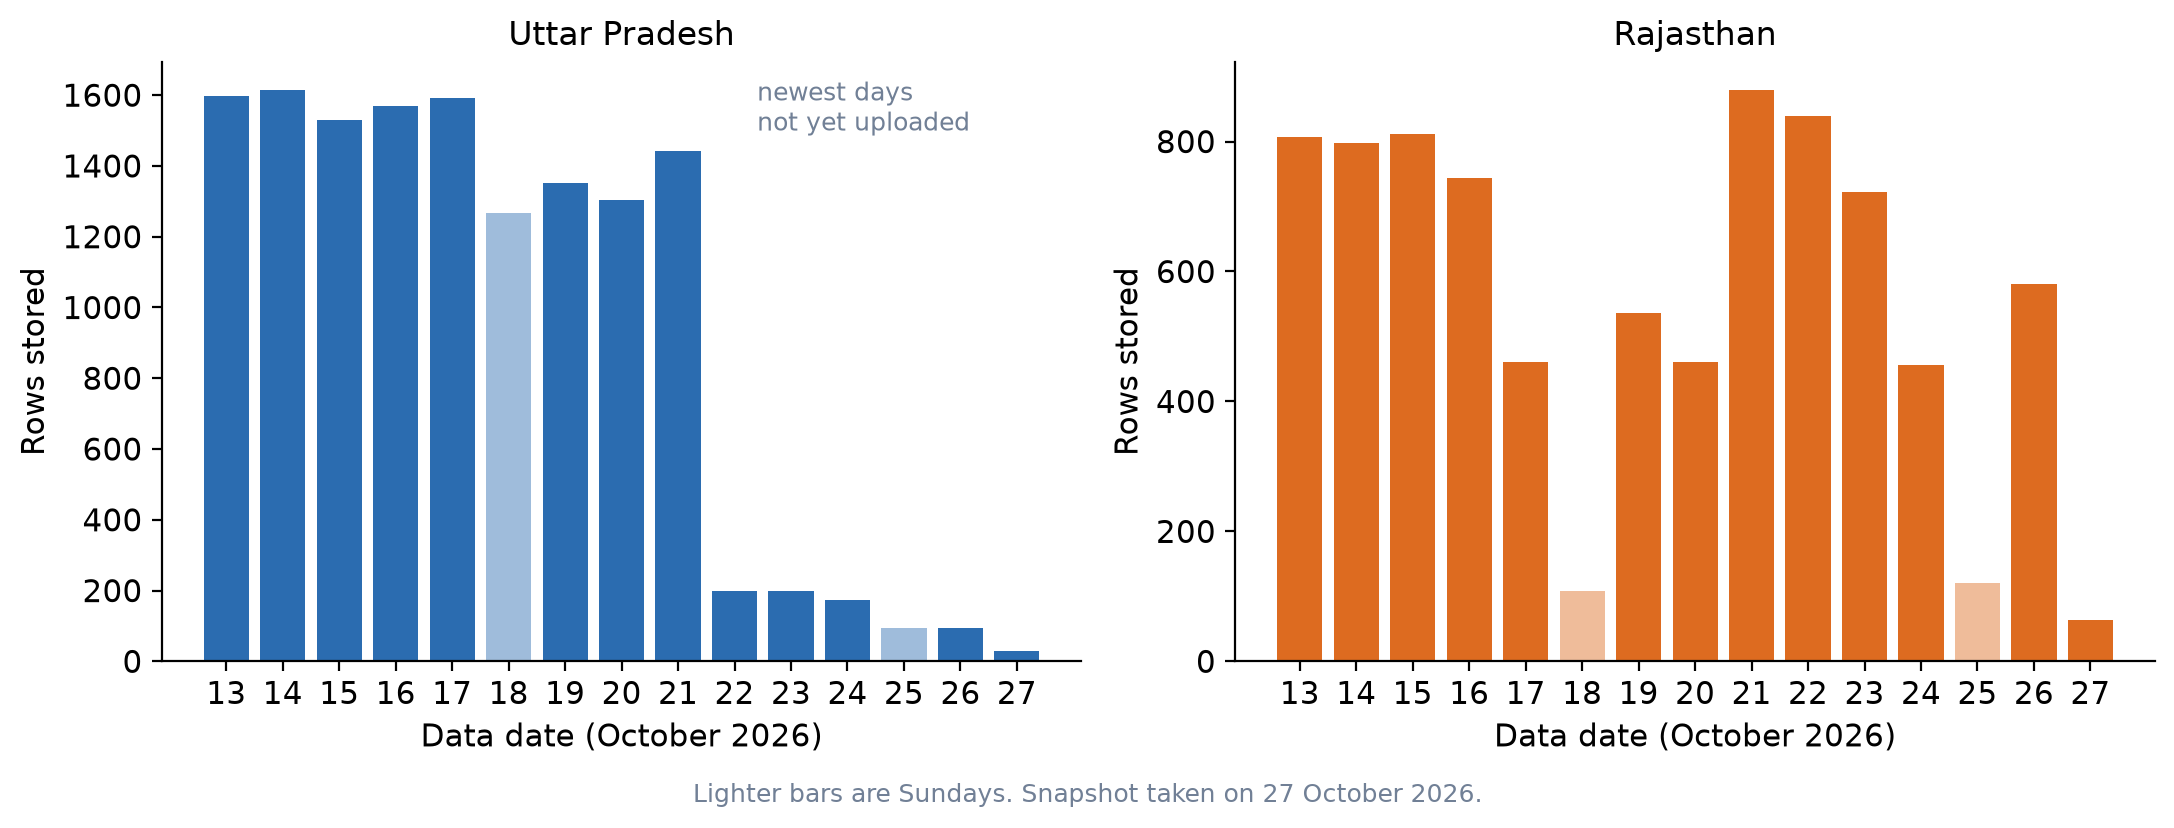 Uttar Pradesh
newest days
not yet uploaded
Rows stored
1600
1400
1200
1000
800
600
400
200
0
13 14 15 16 17 18 19 20 21 22 23 24 25 26 27
Data date (October 2026)
Rajasthan
Rows stored
800
600
400
200
0
13 14 15 16 17 18 19 20 21 22 23 24 25 26 27
Data date (October 2026)
Lighter bars are Sundays. Snapshot taken on 27 October 2026.